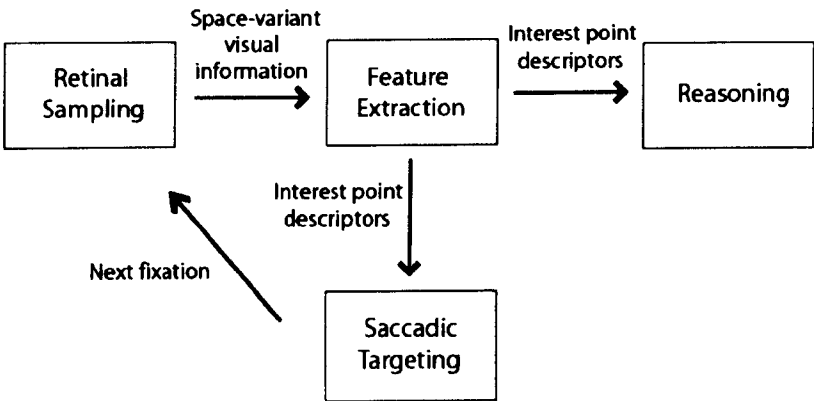 Space-variant
visual
information
Interest point
descriptors
Retinal
Sampling
Feature
Extraction
Reasoning
Interest point
descriptors
Next fixation
Saccadic
Targeting